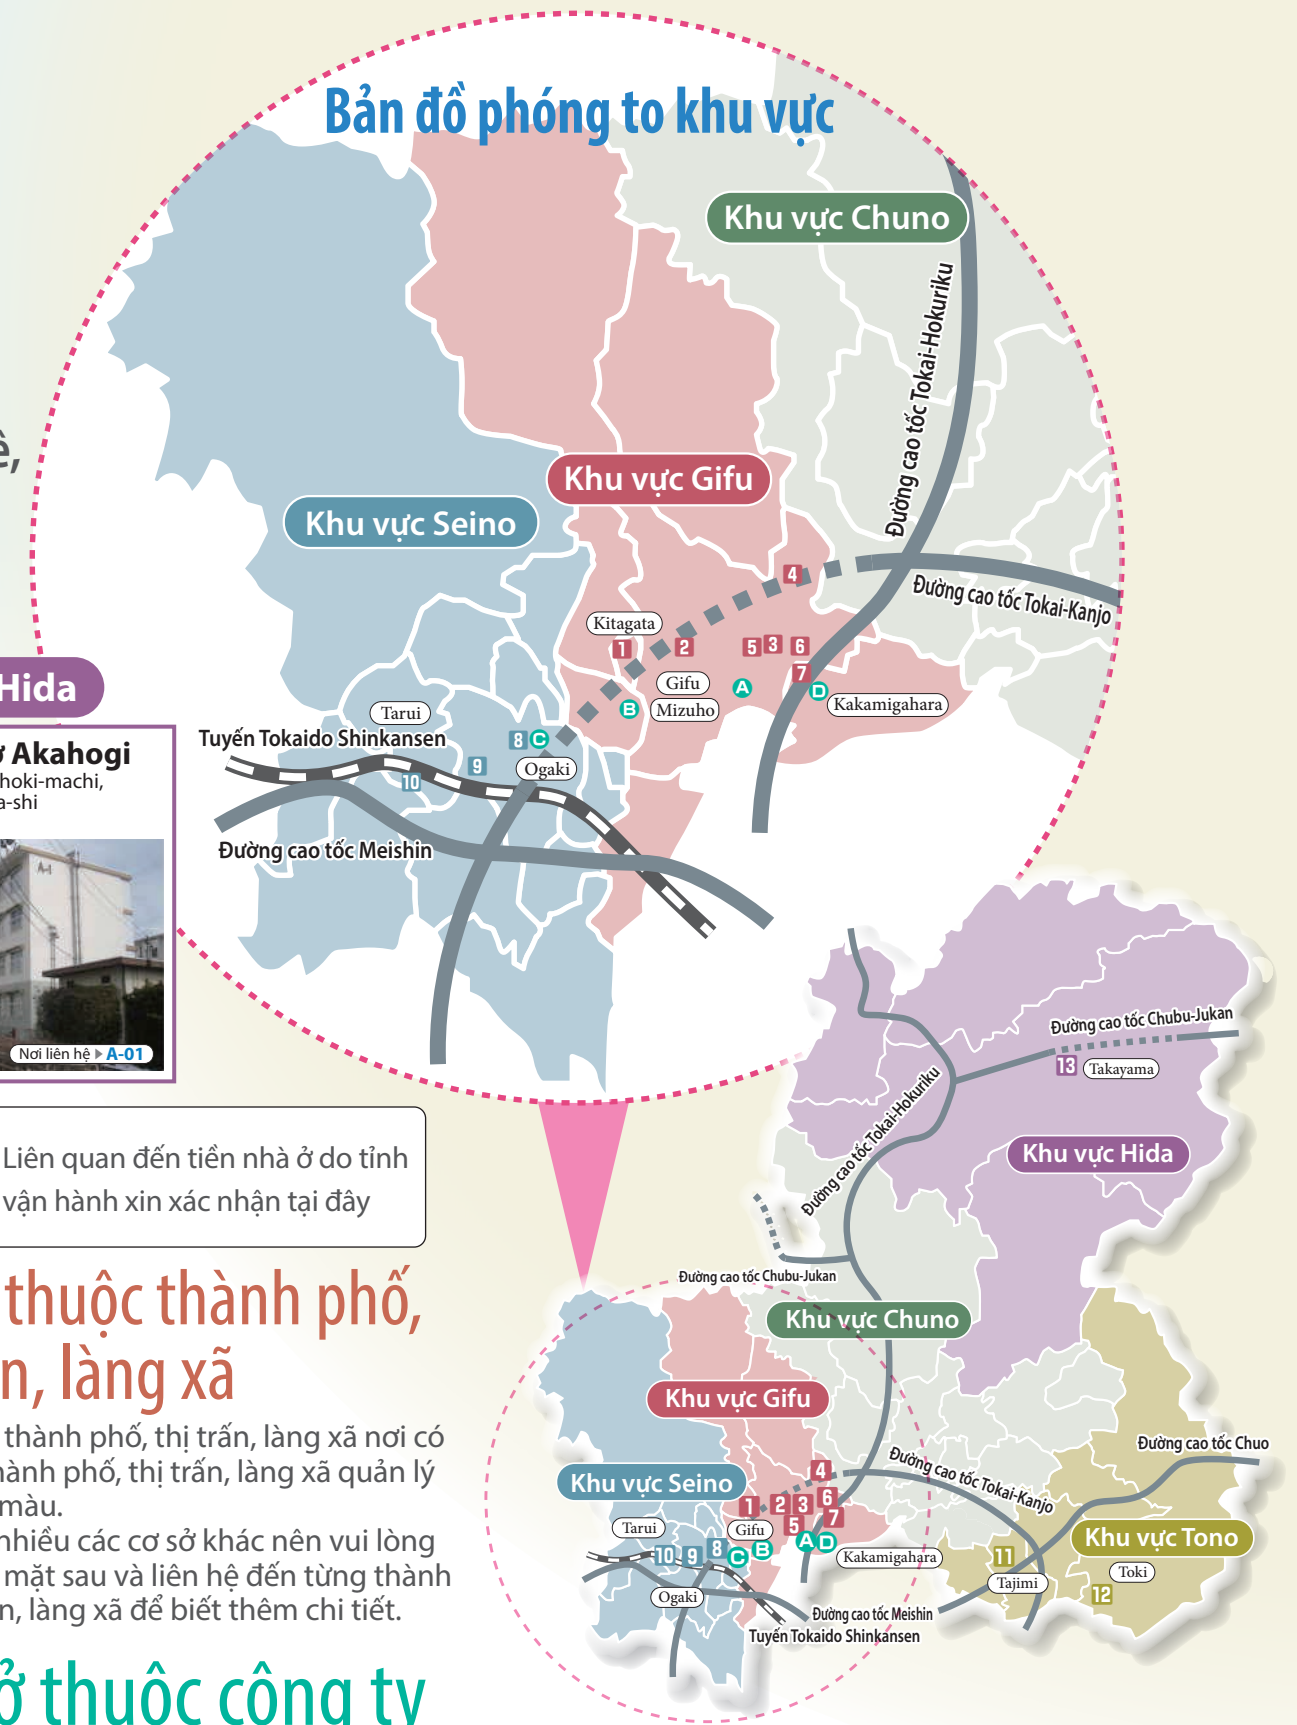 Bản đồ phóng to khu vực
Khu vực Chuno
Đường cao tốc Tokai-Hokuriku
Khu vực Gifu
Khu vực Seino
4
Đường cao tốc Tokai-Kanjo
Kitagata
1
2
5
3
6
7
Gifu
A
D
B
Mizuho
Kakamigahara
Tarui
Tuyến Tokaido Shinkansen
8
C
9
10
Ogaki
Đường cao tốc Meishin
ê,
Hida
Akahogi
hoki-machi,
a-shi
A-1
Nơi liên hệ ▶ A-01
Liên quan đến tiền nhà ở do tỉnh
vận hành xin xác nhận tại đây
thuộc thành phố,
n, làng xã
thành phố, thị trấn, làng xã nơi có
hành phố, thị trấn, làng xã quản lý
màu.
nhiều các cơ sở khác nên vui lòng
mặt sau và liên hệ đến từng thành
n, làng xã để biết thêm chi tiết.
ở thuộc công ty
Đường cao tốc Chubu-Jukan
13
Takayama
Đường cao tốc Tokai-Hokuriku
Khu vực Hida
Đường cao tốc Chubu-Jukan
Khu vực Chuno
Khu vực Gifu
Đường cao tốc Chuo
Đường cao tốc Tokai-Kanjo
Khu vực Seino
4
1
2
3
6
5
7
Tarui
Gifu
Khu vực Tono
10
9
8
C
B
A
D
Kakamigahara
11
Tajimi
Toki
12
Ogaki
Đường cao tốc Meishin
Tuyến Tokaido Shinkansen